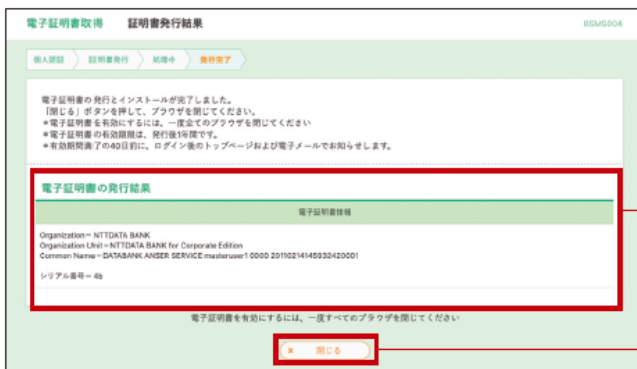 電子証明書取得 証明書発行結果 BSMS004
個人認証 証明書発行 処理中 発行完了
電子証明書の発行とインストールが完了しました。
「閉じる」ボタンを押して、ブラウザを閉じてください。
＊電子証明書を有効にするには、一度全てのブラウザを閉じてください
＊電子証明書の有効期限は、発行後1年間です。
＊有効期間満了の40日前に、ログイン後のトップページおよび電子メールでお知らせします。
電子証明書の発行結果
電子証明書情報
Organization= NTTDATA BANK
Organization Unit=NTTDATA BANK for Corporate Edition
Common Name=DATABANK ANSER SERVICE masteruser1 0000 20110214145932420001
シリアル番号= 4b
電子証明書を有効にするには、一度すべてのブラウザを閉じてください
× 閉じる